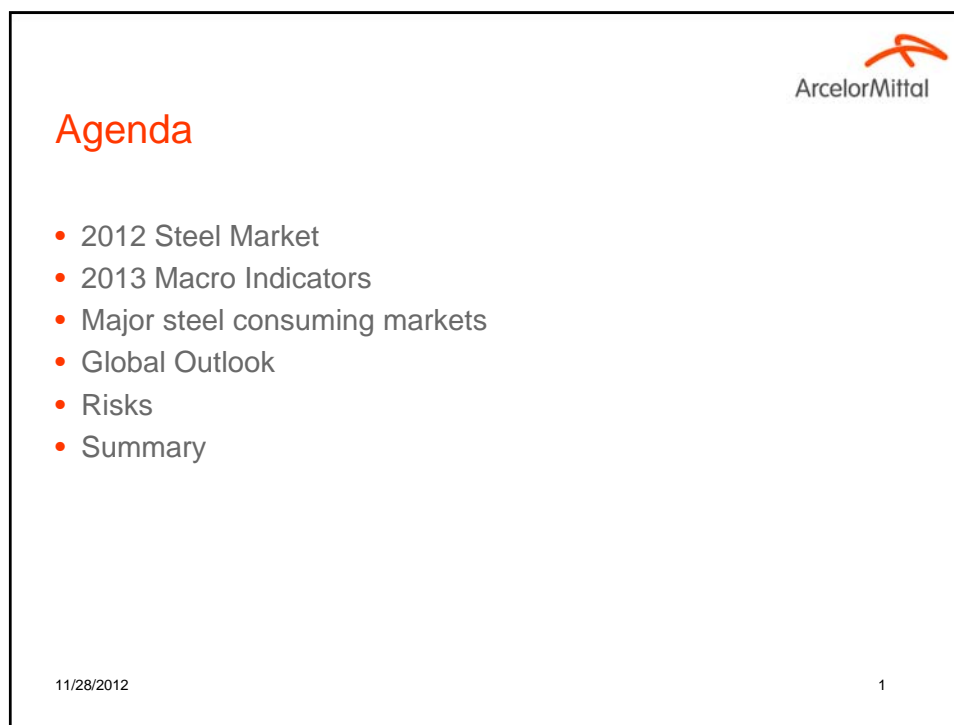 ArcelorMittal
Agenda
• 2012 Steel Market
• 2013 Macro Indicators
• Major steel consuming markets
• Global Outlook
• Risks
• Summary
11/28/2012 1